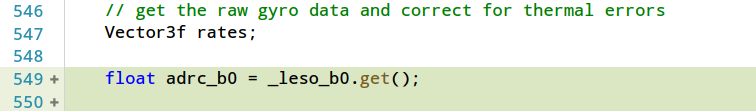 546 // get the raw gyro data and correct for thermal errors
547 Vector3f rates;
548
549 + float adrc_b0 = _leso_b0.get();
550 +